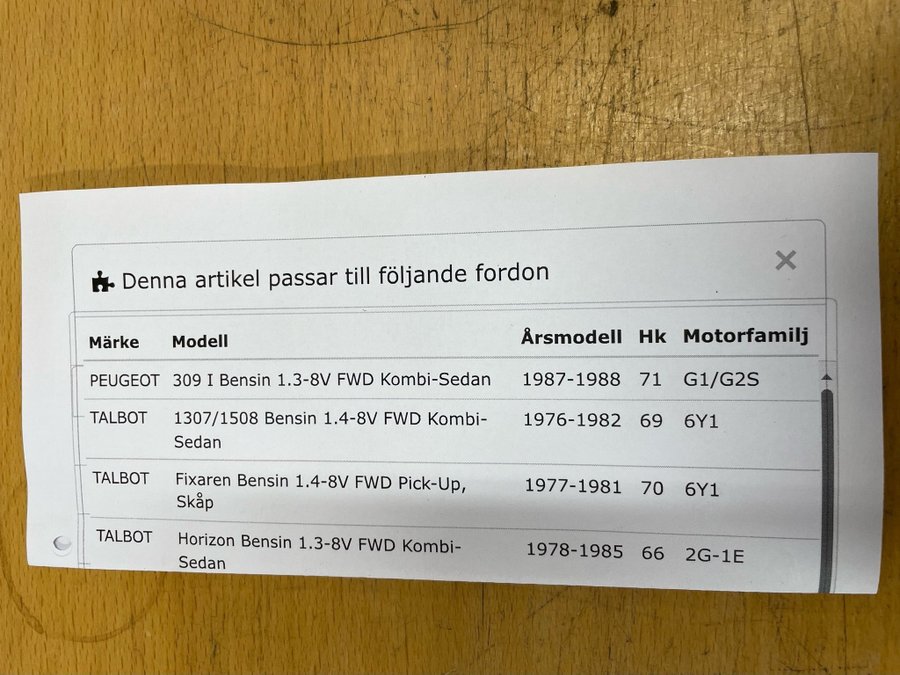 Denna artikel passar till följande fordon
Märke Modell Årsmodell Hk Motorfamilj
PEUGEOT 309 I Bensin 1.3-8V FWD Kombi-Sedan 1987-1988 71 G1/G2S
TALBOT 1307/1508 Bensin 1.4-8V FWD Kombi- 1976-1982 69 6Y1
Sedan
TALBOT Fixaren Bensin 1.4-8V FWD Pick-Up, 1977-1981 70 6Y1
Skåp
TALBOT Horizon Bensin 1.3-8V FWD Kombi- 1978-1985 66 2G-1E
Sedan